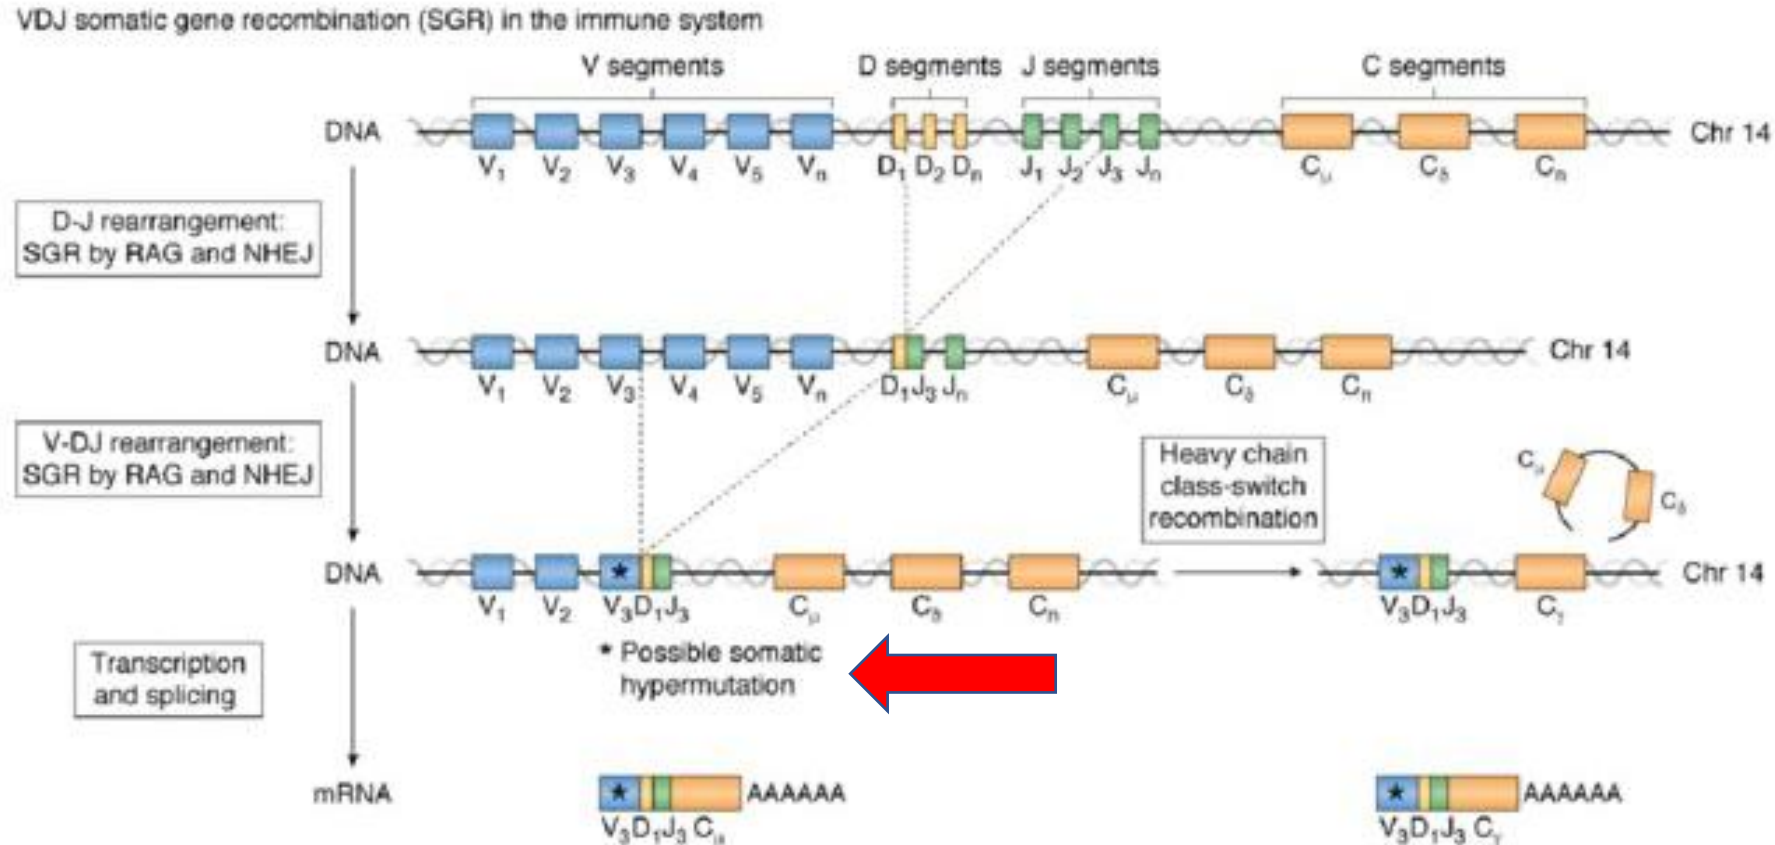 VDJ somatic gene recombination (SGR) in the immune system
V segments D segments J segments C segments
DNA Chr 14
V₁ V₂ V₃ V₄ V₅ Vₙ D₁ D₂ Dₙ J₁ J₂ J₃ Jₙ Cμ Cδ Cₙ
D-J rearrangement:
SGR by RAG and NHEJ
DNA Chr 14
V₁ V₂ V₃ V₄ V₅ Vₙ D₁J₃ Jₙ Cμ Cδ Cₙ
V-DJ rearrangement:
SGR by RAG and NHEJ
Heavy chain
class-switch
recombination
Cμ
Cδ
DNA Chr 14
V₁ V₂ V₃D₁J₃ Cμ Cδ Cₙ V₃D₁J₃ Cγ
* Possible somatic
hypermutation
Transcription
and splicing
mRNA AAAAAA AAAAAA
V₃D₁J₃ Cμ V₃D₁J₃ Cγ